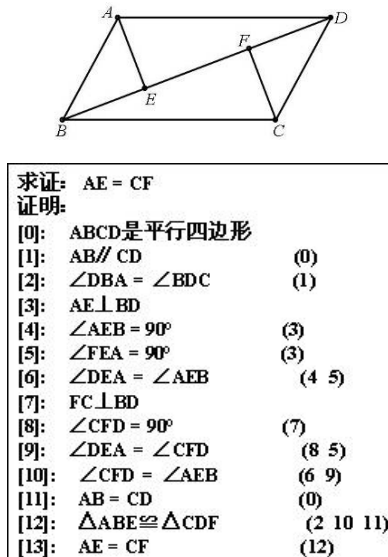 A
D
F
E
B
C
求证: AE = CF
证明:
[0]: ABCD是平行四边形
[1]: AB∥CD (0)
[2]: ∠DBA = ∠BDC (1)
[3]: AE⊥BD
[4]: ∠AEB = 90° (3)
[5]: ∠FEA = 90° (3)
[6]: ∠DEA = ∠AEB (4 5)
[7]: FC⊥BD
[8]: ∠CFD = 90° (7)
[9]: ∠DEA = ∠CFD (8 5)
[10]: ∠CFD = ∠AEB (6 9)
[11]: AB = CD (0)
[12]: △ABE≌△CDF (2 10 11)
[13]: AE = CF (12)